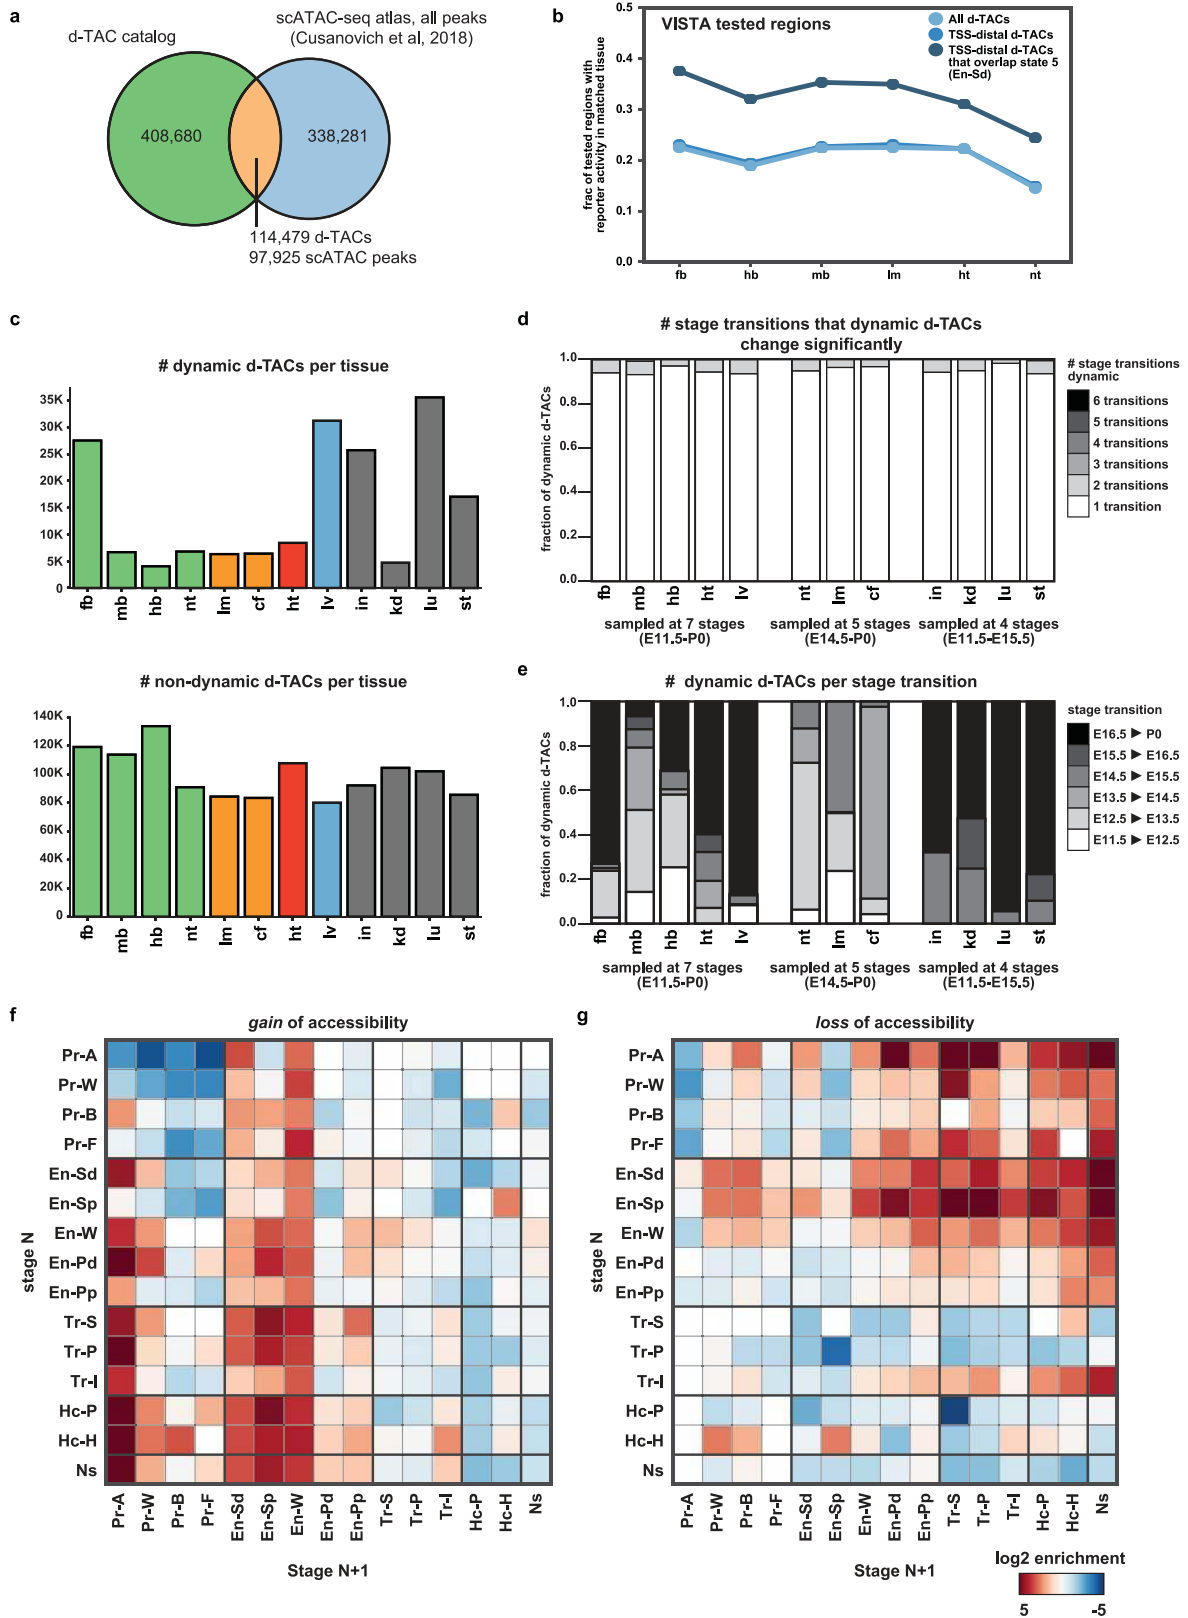 a
d-TAC catalog
scATAC-seq atlas, all peaks
(Cusanovich et al, 2018)
408,680
338,281
114,479 d-TACs
97,925 scATAC peaks
b
VISTA tested regions
All d-TACs
TSS-distal d-TACs
TSS-distal d-TACs
that overlap state 5
(En-Sd)
frac of tested regions with
reporter activity in matched tissue
0.5
0.4
0.3
0.2
0.1
0.0
fb hb mb lm ht nt
c
# dynamic d-TACs per tissue
35K
30K
25K
20K
15K
10K
5K
0
fb mb hb nt lm cf ht lv in kd lu st
# non-dynamic d-TACs per tissue
140K
120K
100K
80K
60K
40K
20K
0
fb mb hb nt lm cf ht lv in kd lu st
d
# stage transitions that dynamic d-TACs
change significantly
fraction of dynamic d-TACs
1.0
0.8
0.6
0.4
0.2
0.0
fb mb hb ht lv nt lm cf in kd lu st
sampled at 7 stages
(E11.5-P0)
sampled at 5 stages
(E14.5-P0)
sampled at 4 stages
(E11.5-E15.5)
# stage transitions
dynamic
6 transitions
5 transitions
4 transitions
3 transitions
2 transitions
1 transition
e
# dynamic d-TACs per stage transition
fraction of dynamic d-TACs
1.0
0.8
0.6
0.4
0.2
0.0
fb mb hb ht lv nt lm cf in kd lu st
sampled at 7 stages
(E11.5-P0)
sampled at 5 stages
(E14.5-P0)
sampled at 4 stages
(E11.5-E15.5)
stage transition
E16.5 ► P0
E15.5 ► E16.5
E14.5 ► E15.5
E13.5 ► E14.5
E12.5 ► E13.5
E11.5 ► E12.5
f
gain of accessibility
stage N
Pr-A
Pr-W
Pr-B
Pr-F
En-Sd
En-Sp
En-W
En-Pd
En-Pp
Tr-S
Tr-P
Tr-I
Hc-P
Hc-H
Ns
Pr-A Pr-W Pr-B Pr-F En-Sd En-Sp En-W En-Pd En-Pp Tr-S Tr-P Tr-I Hc-P Hc-H Ns
Stage N+1
g
loss of accessibility
stage N
Pr-A
Pr-W
Pr-B
Pr-F
En-Sd
En-Sp
En-W
En-Pd
En-Pp
Tr-S
Tr-P
Tr-I
Hc-P
Hc-H
Ns
Pr-A Pr-W Pr-B Pr-F En-Sd En-Sp En-W En-Pd En-Pp Tr-S Tr-P Tr-I Hc-P Hc-H Ns
Stage N+1
log2 enrichment
5 -5